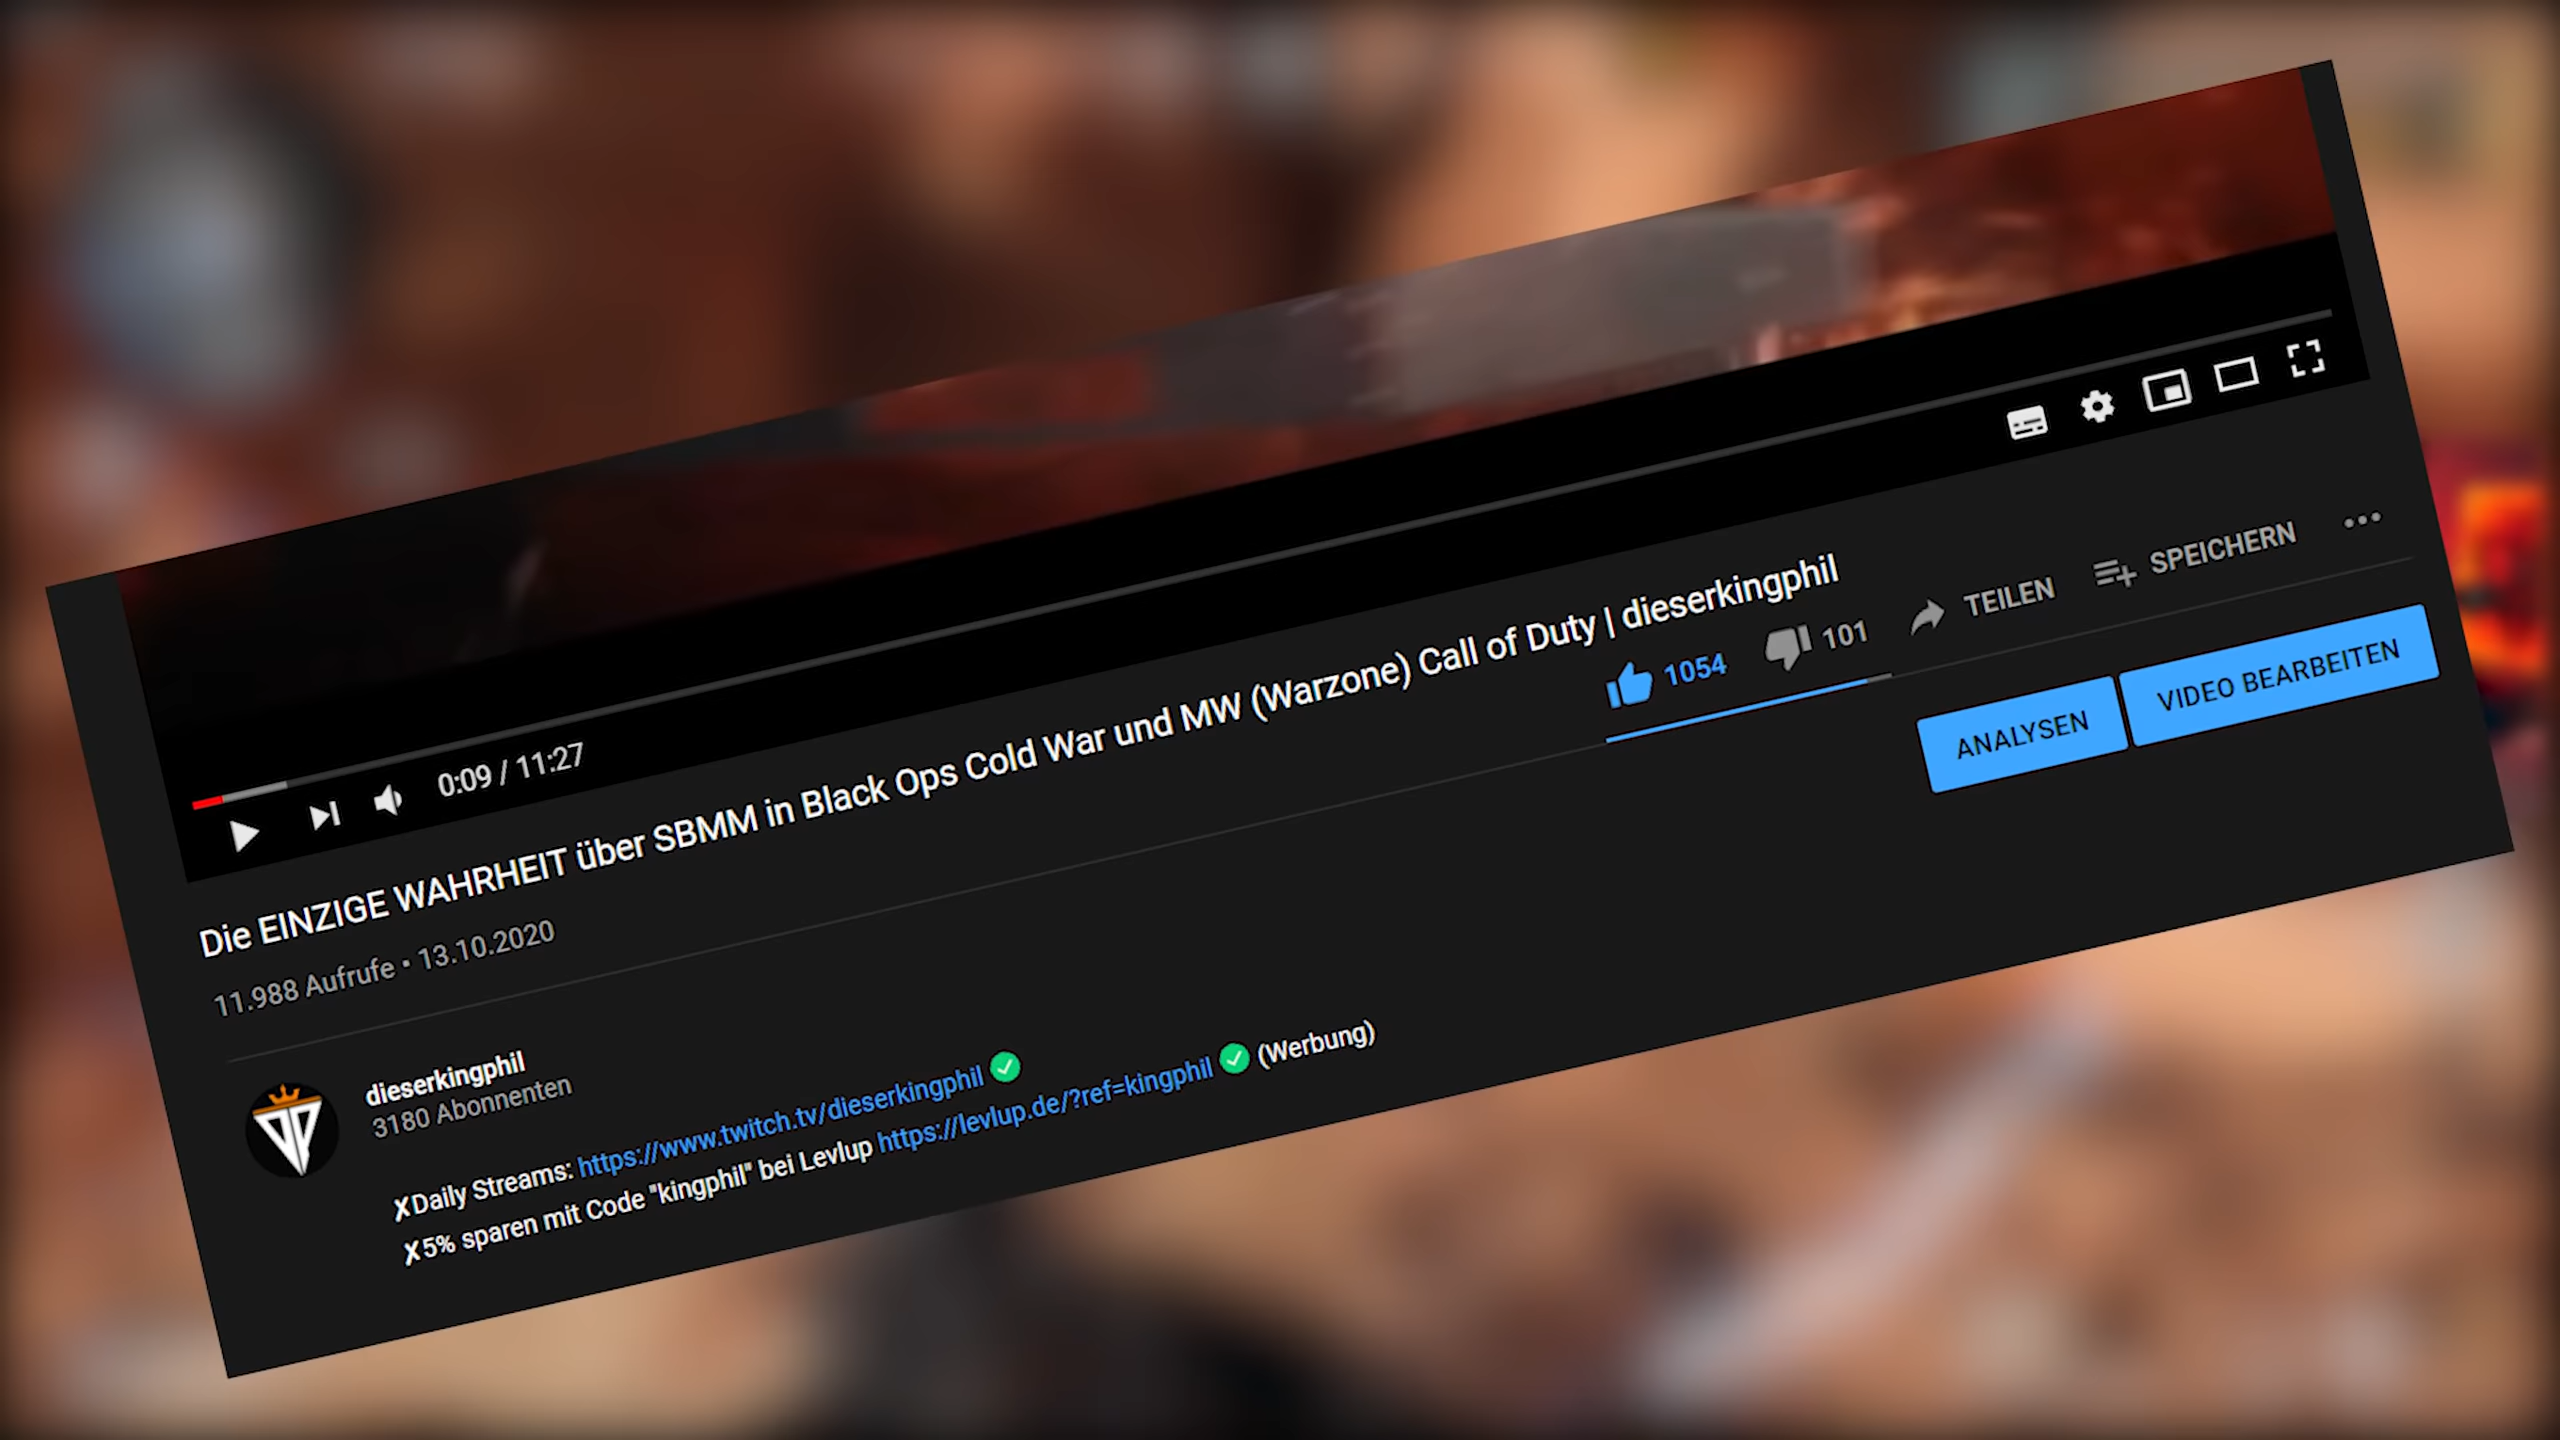 0:09 / 11:27
Die EINZIGE WAHRHEIT über SBMM in Black Ops Cold War und MW (Warzone) Call of Duty | dieserkingphil
11.988 Aufrufe • 13.10.2020
1054 101 TEILEN SPEICHERN
ANALYSEN VIDEO BEARBEITEN
dieserkingphil
3180 Abonnenten
✗Daily Streams: https://www.twitch.tv/dieserkingphil ✅
✗5% sparen mit Code "kingphil" bei Levlup https://levlup.de/?ref=kingphil ✅ (Werbung)